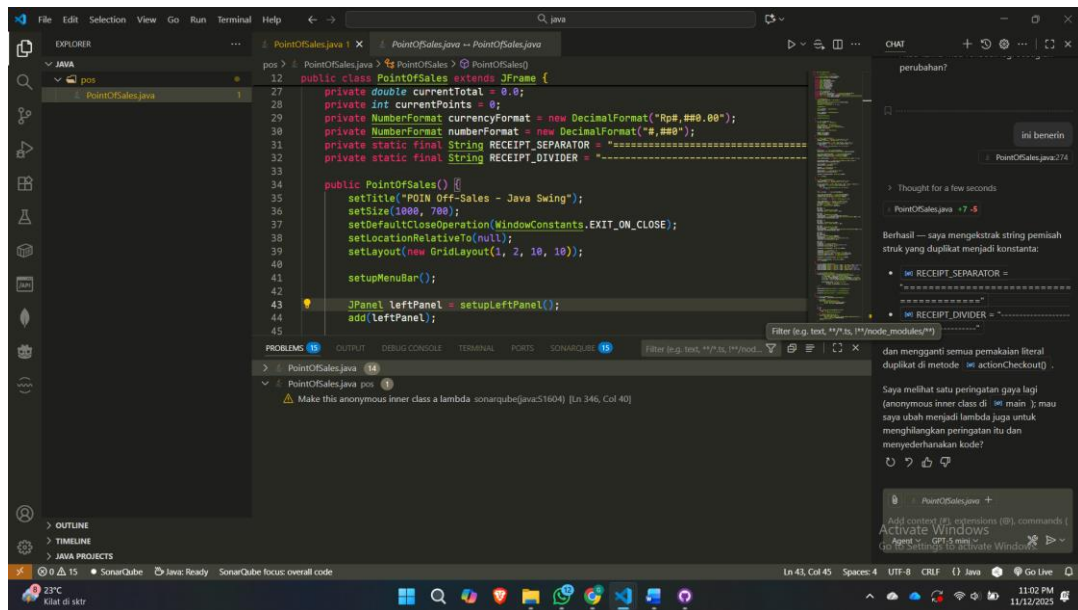 File Edit Selection View Go Run Terminal Help
java
EXPLORER
JAVA
pos
PointOfSales.java 1
OUTLINE
TIMELINE
JAVA PROJECTS
PointOfSales.java 1
PointOfSales.java ↔ PointOfSales.java
pos > PointOfSales.java > PointOfSales > PointOfSales()
12 public class PointOfSales extends JFrame {
27 private double currentTotal = 0.0;
28 private int currentPoints = 0;
29 private NumberFormat currencyFormat = new DecimalFormat("Rp#,##0.00");
30 private NumberFormat numberFormat = new DecimalFormat("#,##0");
31 private static final String RECEIPT_SEPARATOR = "==================================
32 private static final String RECEIPT_DIVIDER = "----------------------------------
33
34 public PointOfSales() {
35 setTitle("POIN Off-Sales - Java Swing");
36 setSize(1000, 700);
37 setDefaultCloseOperation(WindowConstants.EXIT_ON_CLOSE);
38 setLocationRelativeTo(null);
39 setLayout(new GridLayout(1, 2, 10, 10));
40
41 setupMenuBar();
42
43 JPanel leftPanel = setupLeftPanel();
44 add(leftPanel);
45
Filter (e.g. text, **/*.ts, !**/node_modules/**)
PROBLEMS 15 OUTPUT DEBUG CONSOLE TERMINAL PORTS SONARQUBE 15
Filter (e.g. text, **/*.ts, !**/nod...
PointOfSales.java 14
PointOfSales.java pos 1
Make this anonymous inner class a lambda sonarqube(java:S1604) [Ln 346, Col 40]
CHAT
perubahan?
ini benerin
PointOfSales.java:274
Thought for a few seconds
PointOfSales.java +7 -5
Berhasil — saya mengekstrak string pemisah
struk yang duplikat menjadi konstanta:
RECEIPT_SEPARATOR =
"============================
=============="
RECEIPT_DIVIDER = "--------------------
----------"
dan mengganti semua pemakaian literal
duplikat di metode actionCheckout() .
Saya melihat satu peringatan gaya lagi
(anonymous inner class di main ); mau
saya ubah menjadi lambda juga untuk
menghilangkan peringatan itu dan
menyederhanakan kode?
PointOfSales.java +
Add context (#), extensions (@), commands (
Activate Windows
Agent GPT-5 mini
Go to Settings to activate Windows.
0 15 SonarQube Java: Ready SonarQube focus: overall code
Ln 43, Col 45 Spaces: 4 UTF-8 CRLF {} Java Go Live
23°C
Kilat di sktr
11:02 PM
11/12/2025